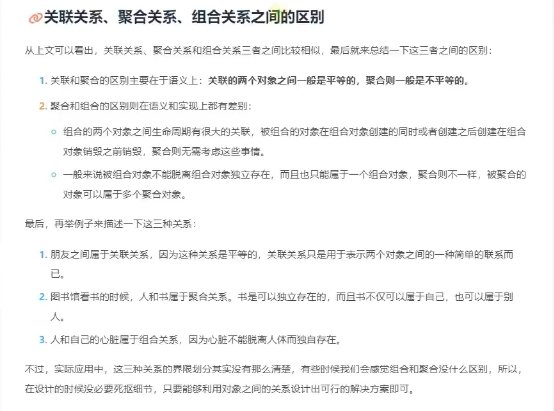 关联关系、聚合关系、组合关系之间的区别
从上文可以看出，关联关系、聚合关系和组合关系三者之间比较相似，最后就来总结一下这三者之间的区别：
1. 关联和聚合的区别主要在于语义上：关联的两个对象之间一般是平等的，聚合则一般是不平等的。
2. 聚合和组合的区别则在语义和实现上都有差别：
组合的两个对象之间生命周期有很大的关联，被组合的对象在组合对象创建的同时或者创建之后创建在组合
对象销毁之前销毁，聚合则无需考虑这些事情。
一般来说被组合对象不能脱离组合对象独立存在，而且也只能属于一个组合对象，聚合则不一样，被聚合的
对象可以属于多个聚合对象。
最后，再举例子来描述一下这三种关系：
1. 朋友之间属于关联关系，因为这种关系是平等的，关联关系只是用于表示两个对象之间的一种简单的联系而
已。
2. 图书馆看书的时候，人和书属于聚合关系。书是可以独立存在的，而且书不仅可以属于自己，也可以属于别
人。
3. 人和自己的心脏属于组合关系，因为心脏不能脱离人体而独自存在。
不过，实际应用中，这三种关系的界限划分其实没有那么清楚，有些时候我们会感觉组合和聚合没什么区别，所以，
在设计的时候没必要死抠细节，只要能够利用对象之间的关系设计出可行的解决方案即可。